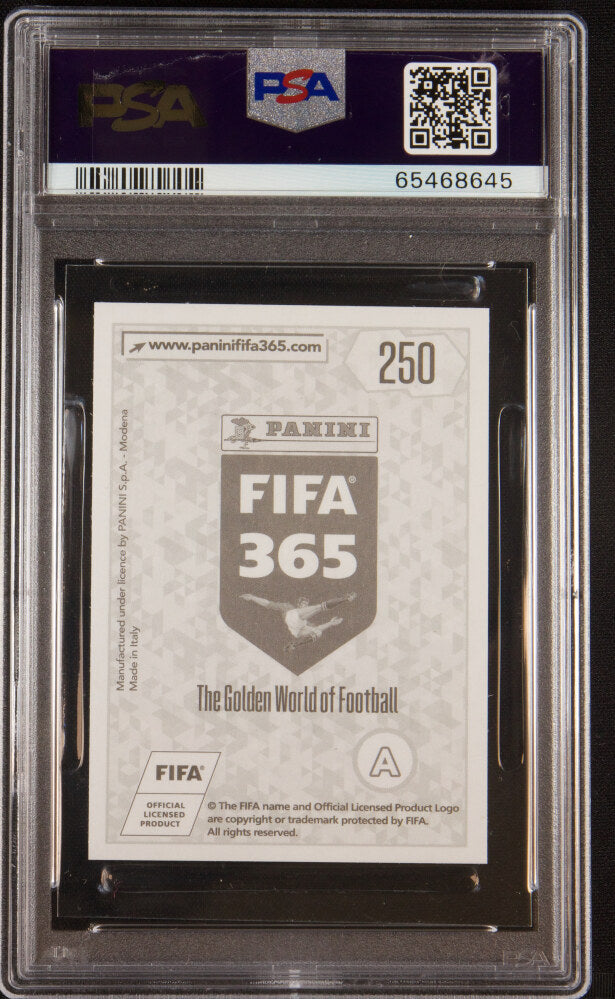 PSA
PSA
65468645
www.paninififa365.com
250
PANINI
FIFA®
365
The Golden World of Football
Manufactured under licence by PANINI S.p.A. - Modena
Made in Italy
A
FIFA®
OFFICIAL
LICENSED
PRODUCT
© The FIFA name and Official Licensed Product Logo
are copyright or trademark protected by FIFA.
All rights reserved.
PSA